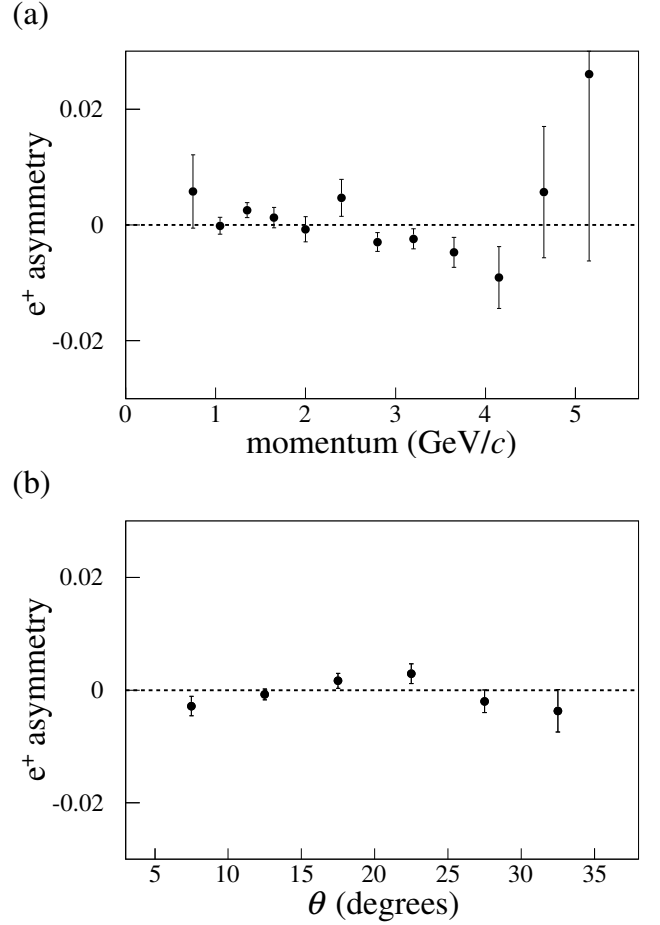 (a)
0.02
0
-0.02
e⁺ asymmetry
0 1 2 3 4 5
momentum (GeV/c)
(b)
0.02
0
-0.02
e⁺ asymmetry
5 10 15 20 25 30 35
θ (degrees)